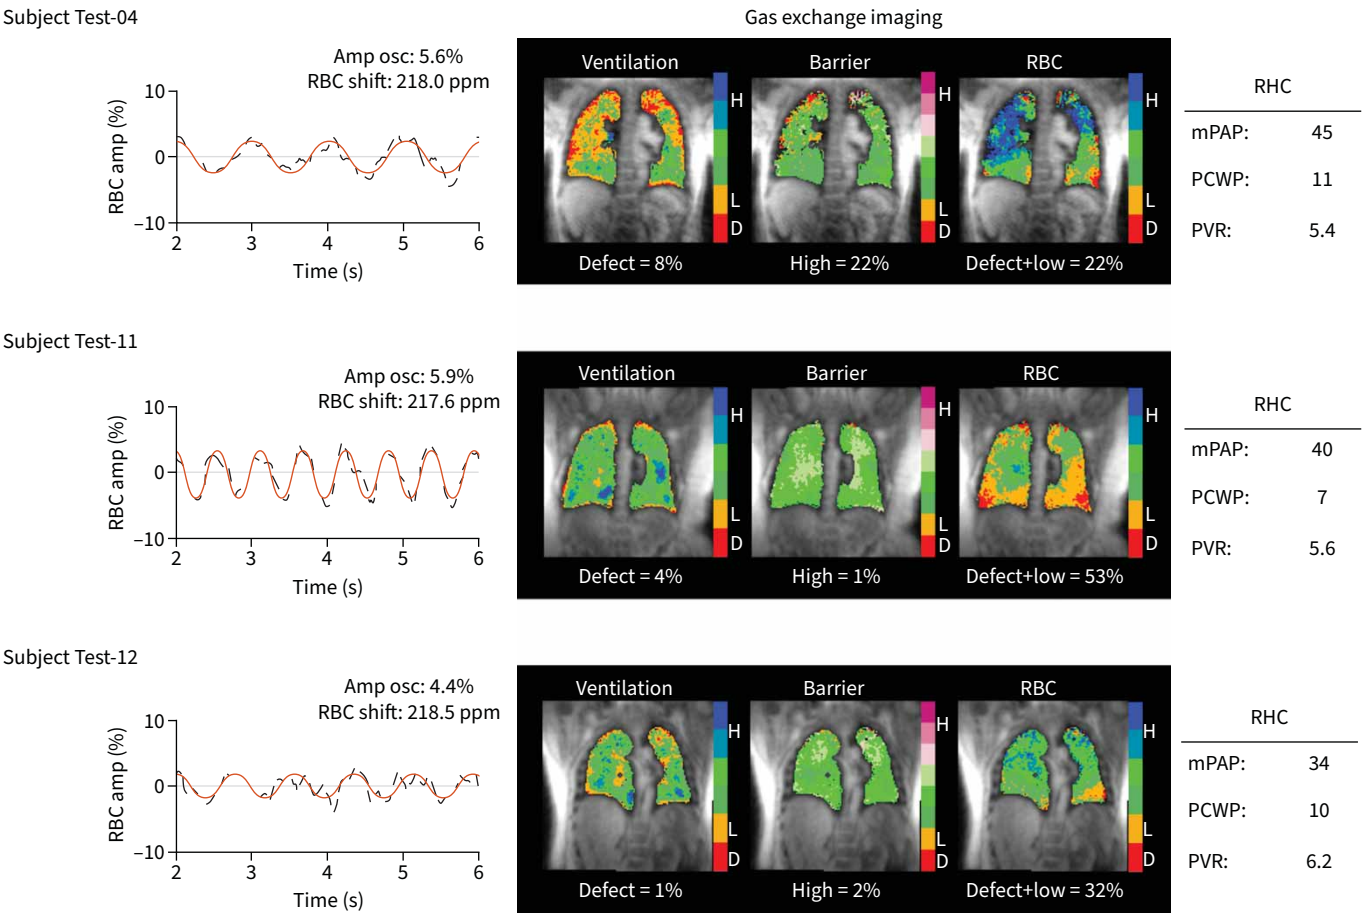 Subject Test-04
Gas exchange imaging
Amp osc: 5.6%
RBC shift: 218.0 ppm
RBC amp (%)
10
0
–10
2 3 4 5 6
Time (s)
Ventilation Barrier RBC
H H H
L L L
D D D
Defect = 8% High = 22% Defect+low = 22%
RHC
mPAP: 45
PCWP: 11
PVR: 5.4
Subject Test-11
Amp osc: 5.9%
RBC shift: 217.6 ppm
RBC amp (%)
10
0
–10
2 3 4 5 6
Time (s)
Ventilation Barrier RBC
H H H
L L L
D D D
Defect = 4% High = 1% Defect+low = 53%
RHC
mPAP: 40
PCWP: 7
PVR: 5.6
Subject Test-12
Amp osc: 4.4%
RBC shift: 218.5 ppm
RBC amp (%)
10
0
–10
2 3 4 5 6
Time (s)
Ventilation Barrier RBC
H H H
L L L
D D D
Defect = 1% High = 2% Defect+low = 32%
RHC
mPAP: 34
PCWP: 10
PVR: 6.2